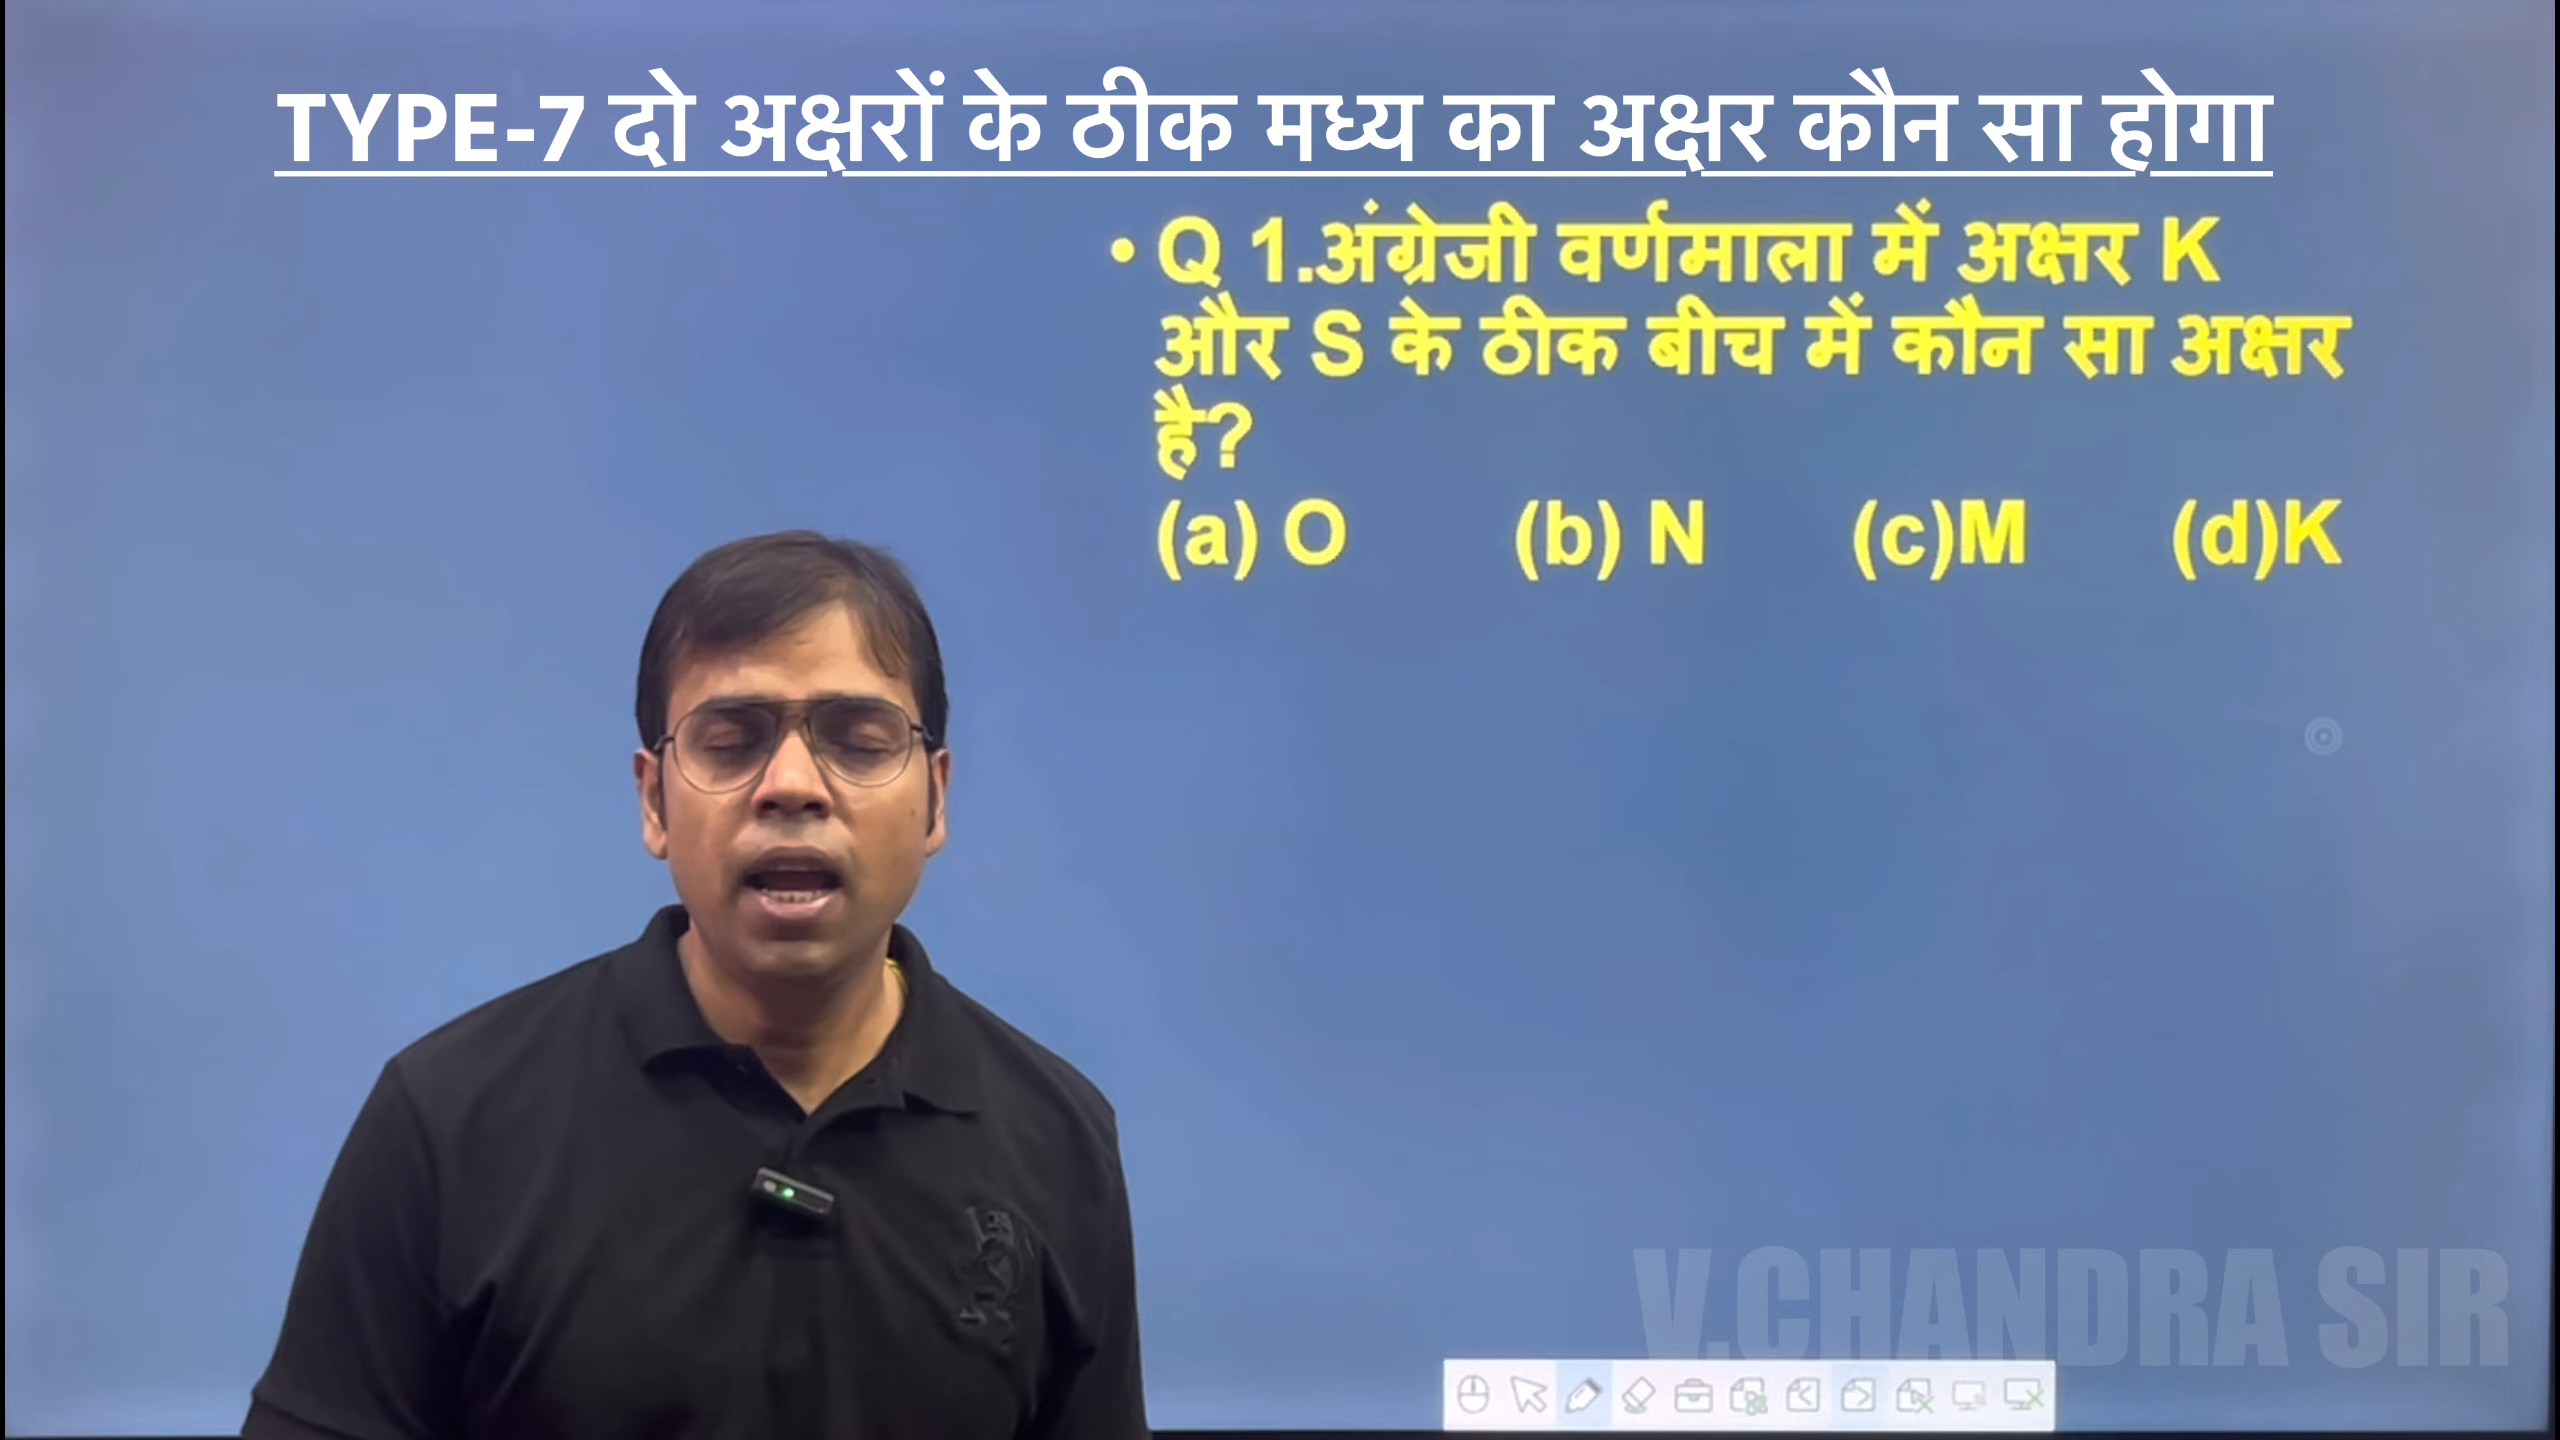 TYPE-7 दो अक्षरों के ठीक मध्य का अक्षर कौन सा होगा
• Q 1.अंग्रेजी वर्णमाला में अक्षर K
और S के ठीक बीच में कौन सा अक्षर
है?
(a) O (b) N (c)M (d)K
V.CHANDRA SIR